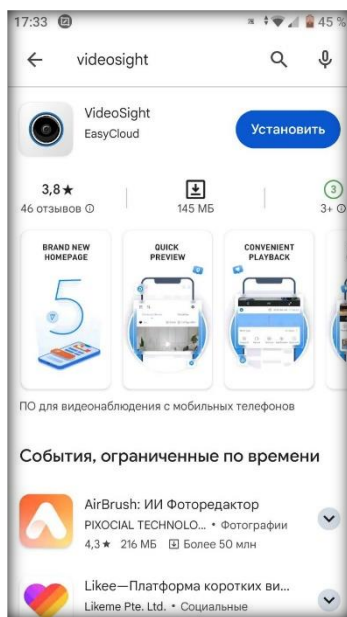 17:33
45 %
videosight
VideoSight
EasyCloud
Установить
3,8★
46 отзывов
145 МБ
3
3+
BRAND NEW
HOMEPAGE
QUICK
PREVIEW
CONVENIENT
PLAYBACK
5
ПО для видеонаблюдения с мобильных телефонов
События, ограниченные по времени
AirBrush: ИИ Фоторедактор
PIXOCIAL TECHNOLO... • Фотографии
4,3★ 216 МБ Более 50 млн
Likee—Платформа коротких ви...
Likeme Pte. Ltd. • Социальные